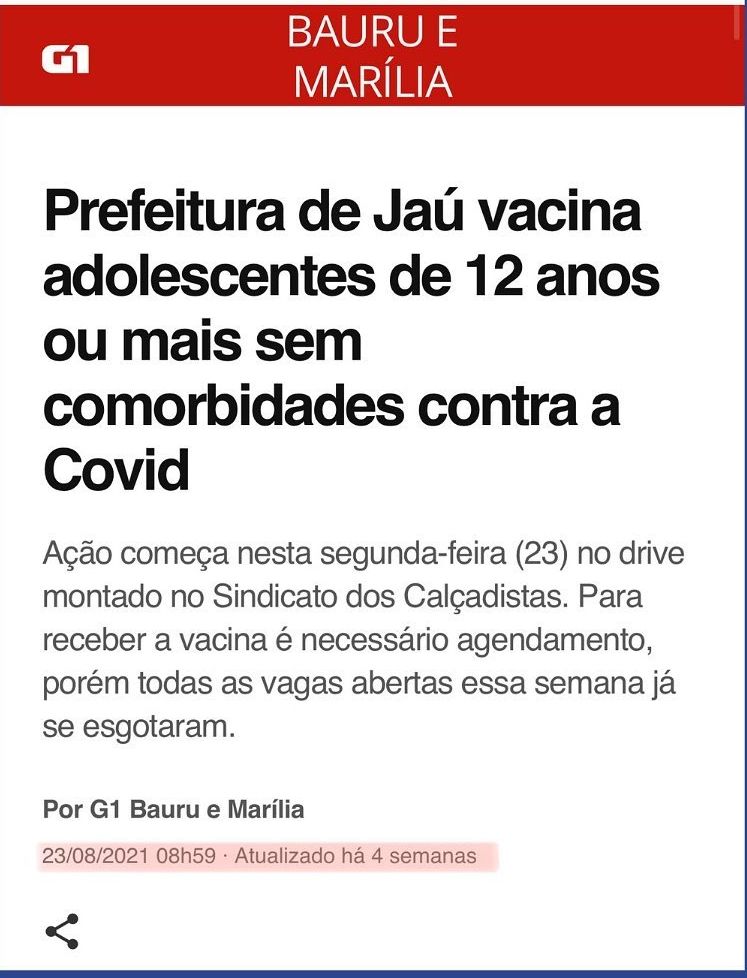 G1
BAURU E
MARÍLIA
Prefeitura de Jaú vacina
adolescentes de 12 anos
ou mais sem
comorbidades contra a
Covid
Ação começa nesta segunda-feira (23) no drive
montado no Sindicato dos Calçadistas. Para
receber a vacina é necessário agendamento,
porém todas as vagas abertas essa semana já
se esgotaram.
Por G1 Bauru e Marília
23/08/2021 08h59 · Atualizado há 4 semanas